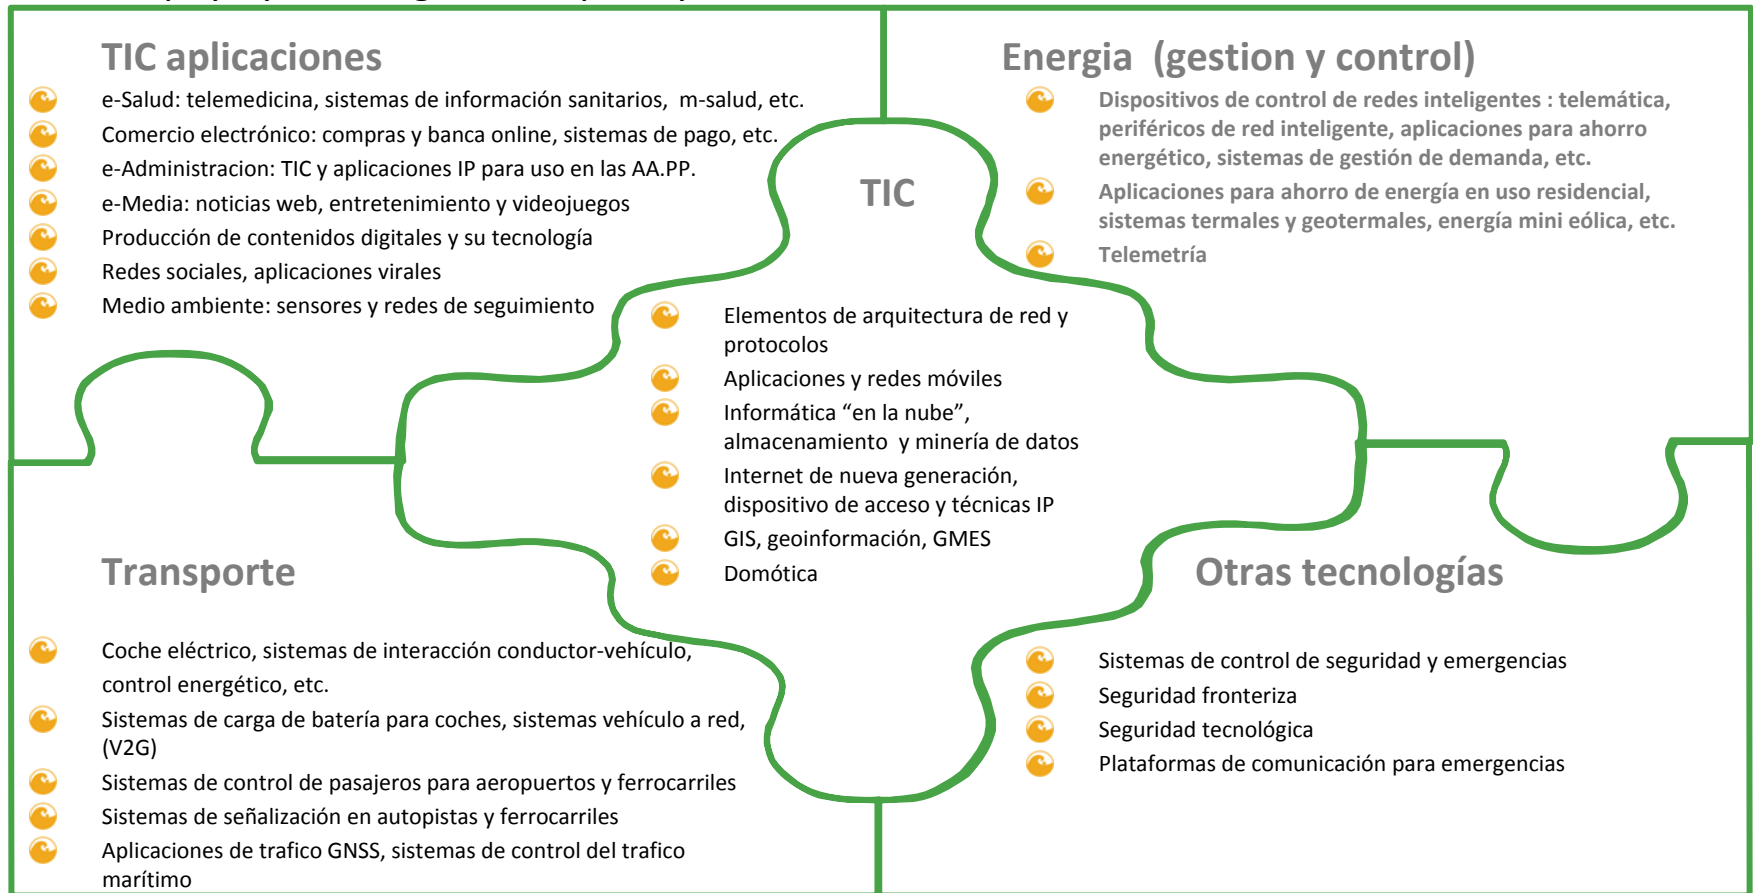 TIC aplicaciones
e-Salud: telemedicina, sistemas de información sanitarios, m-salud, etc.
Comercio electrónico: compras y banca online, sistemas de pago, etc.
e-Administracion: TIC y aplicaciones IP para uso en las AA.PP.
e-Media: noticias web, entretenimiento y videojuegos
Producción de contenidos digitales y su tecnología
Redes sociales, aplicaciones virales
Medio ambiente: sensores y redes de seguimiento
Energia (gestion y control)
Dispositivos de control de redes inteligentes : telemática,
periféricos de red inteligente, aplicaciones para ahorro
energético, sistemas de gestión de demanda, etc.
Aplicaciones para ahorro de energía en uso residencial,
sistemas termales y geotermales, energía mini eólica, etc.
Telemetría
TIC
Elementos de arquitectura de red y
protocolos
Aplicaciones y redes móviles
Informática “en la nube”,
almacenamiento y minería de datos
Internet de nueva generación,
dispositivo de acceso y técnicas IP
GIS, geoinformación, GMES
Domótica
Transporte
Coche eléctrico, sistemas de interacción conductor-vehículo,
control energético, etc.
Sistemas de carga de batería para coches, sistemas vehículo a red,
(V2G)
Sistemas de control de pasajeros para aeropuertos y ferrocarriles
Sistemas de señalización en autopistas y ferrocarriles
Aplicaciones de trafico GNSS, sistemas de control del trafico
marítimo
Otras tecnologías
Sistemas de control de seguridad y emergencias
Seguridad fronteriza
Seguridad tecnológica
Plataformas de comunicación para emergencias